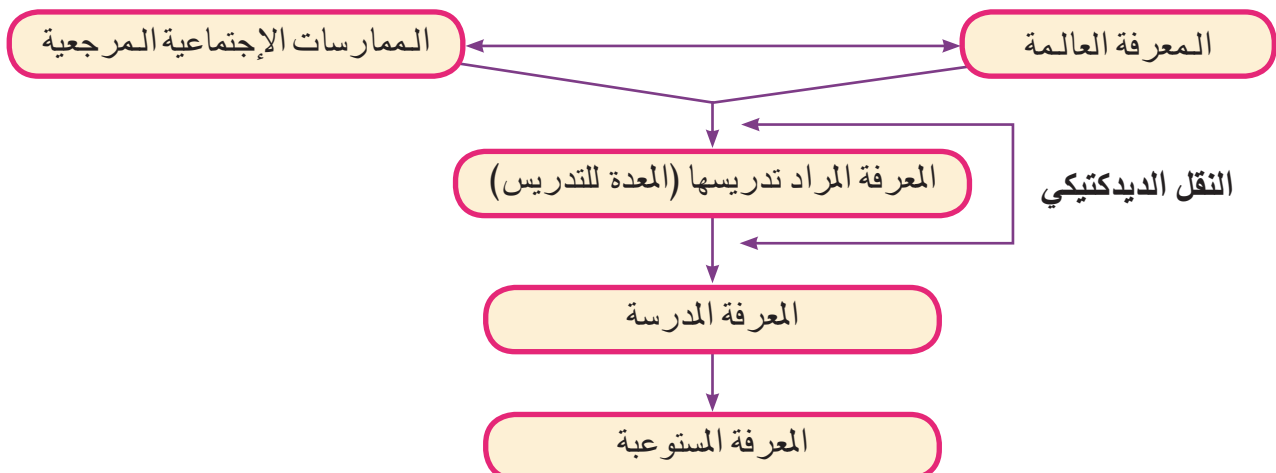 المعرفة العالمة
الممارسات الإجتماعية المرجعية
المعرفة المراد تدريسها (المعدة للتدريس)
النقل الديدكتيكي
المعرفة المدرسة
المعرفة المستوعبة